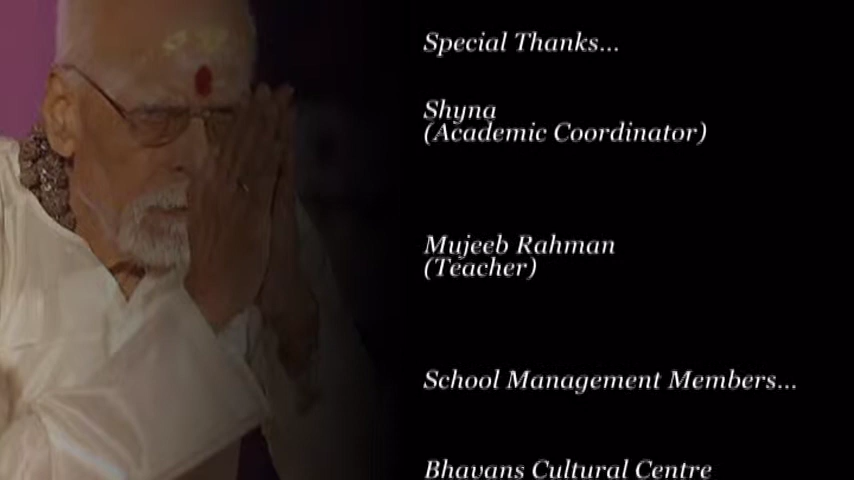 Special Thanks...
Shyna
(Academic Coordinator)
Mujeeb Rahman
(Teacher)
School Management Members...
Bhavans Cultural Centre